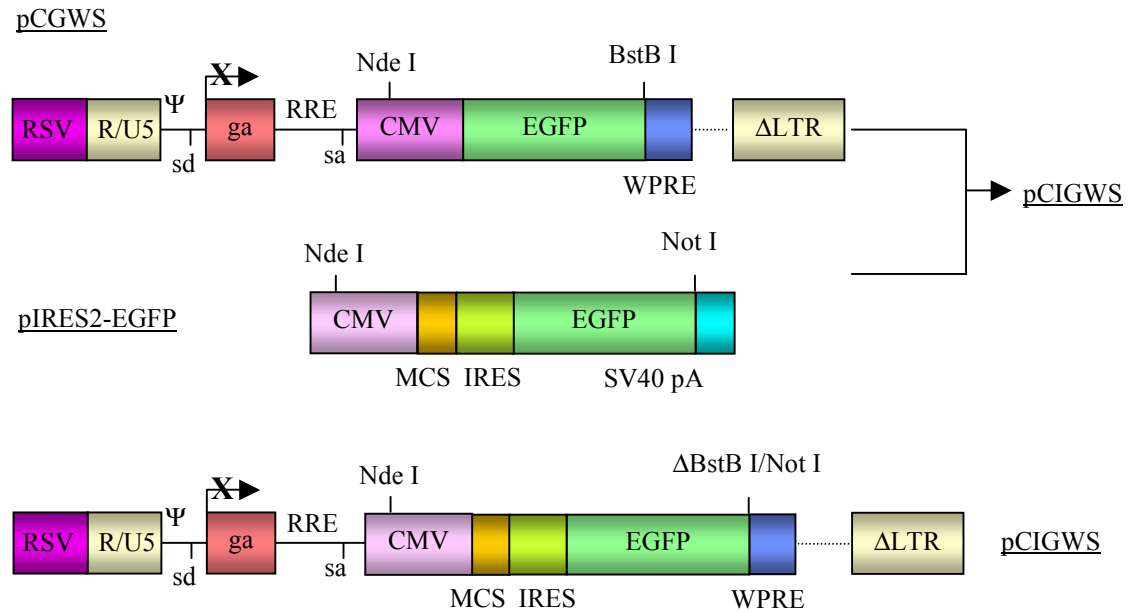 pCGWS
Nde I
BstB I
X
Ψ
RRE
RSV
R/U5
ga
CMV
EGFP
ΔLTR
sd
sa
WPRE
pCIGWS
Nde I
Not I
pIRES2-EGFP
CMV
EGFP
MCS
IRES
SV40 pA
Nde I
ΔBstB I/Not I
X
Ψ
RRE
RSV
R/U5
ga
CMV
EGFP
ΔLTR
pCIGWS
sd
sa
MCS
IRES
WPRE